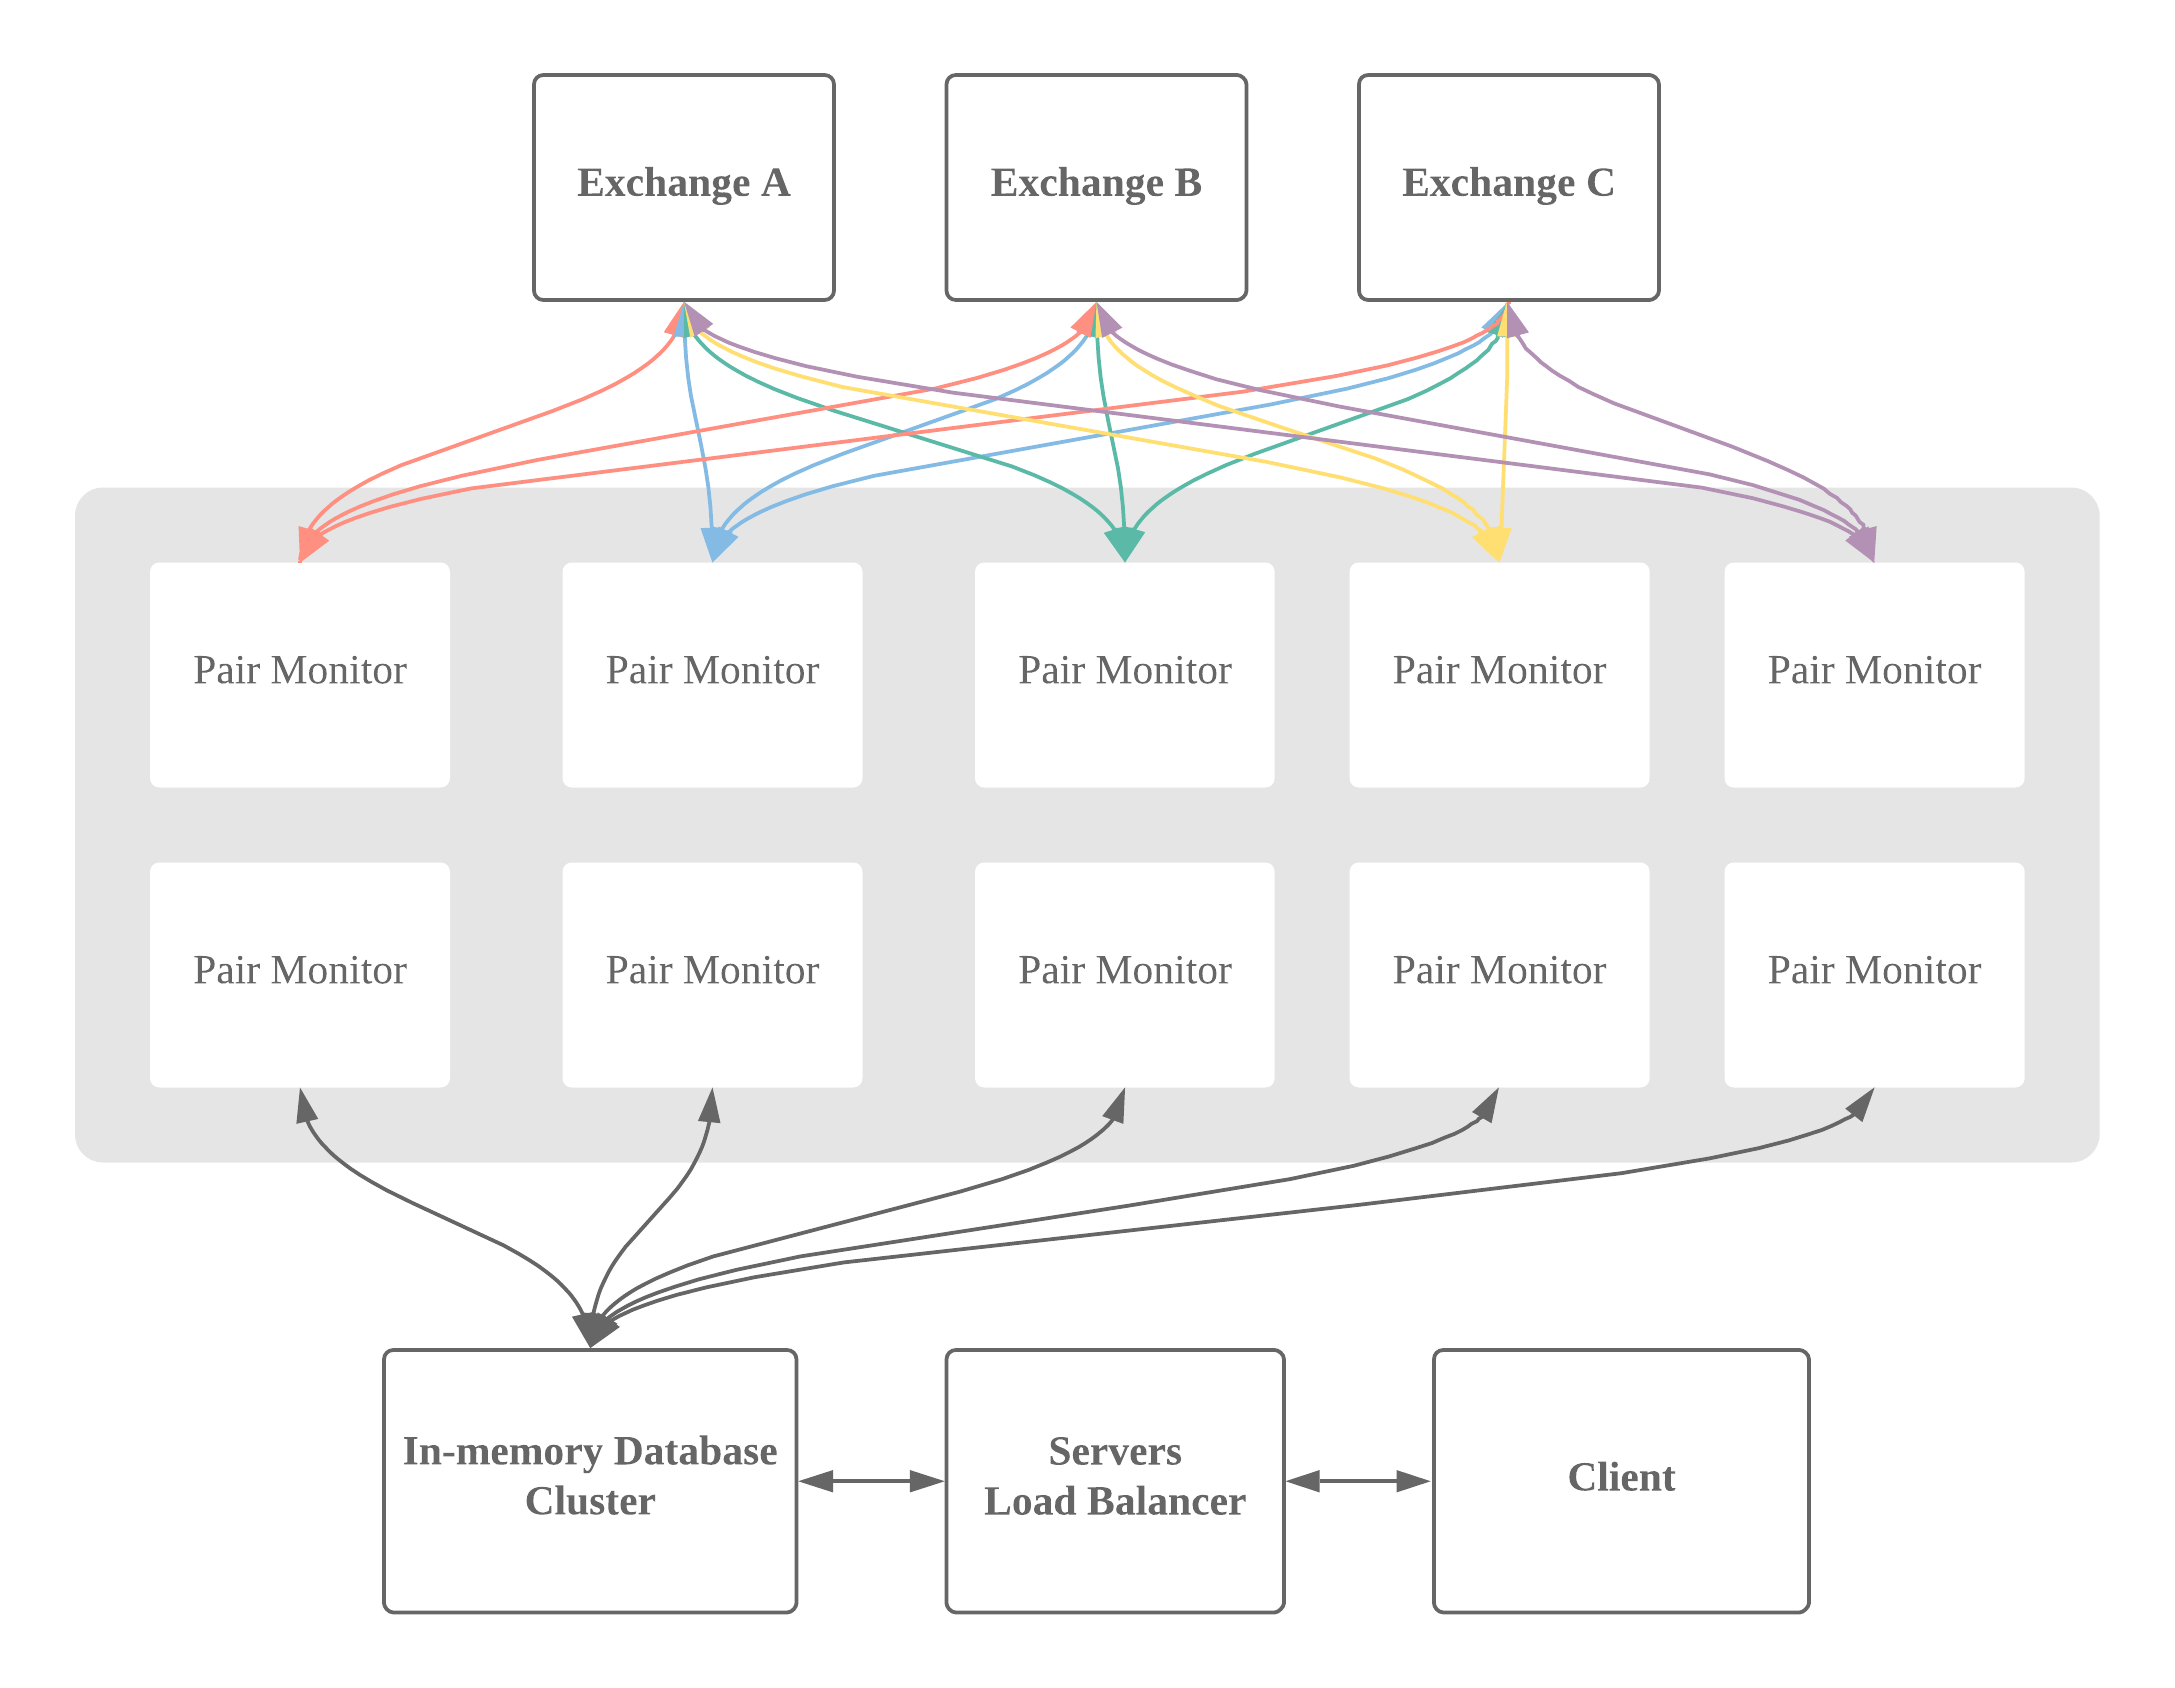 Exchange A
Exchange B
Exchange C
Pair Monitor
Pair Monitor
Pair Monitor
Pair Monitor
Pair Monitor
Pair Monitor
Pair Monitor
Pair Monitor
Pair Monitor
Pair Monitor
In-memory Database
Cluster
Servers
Load Balancer
Client